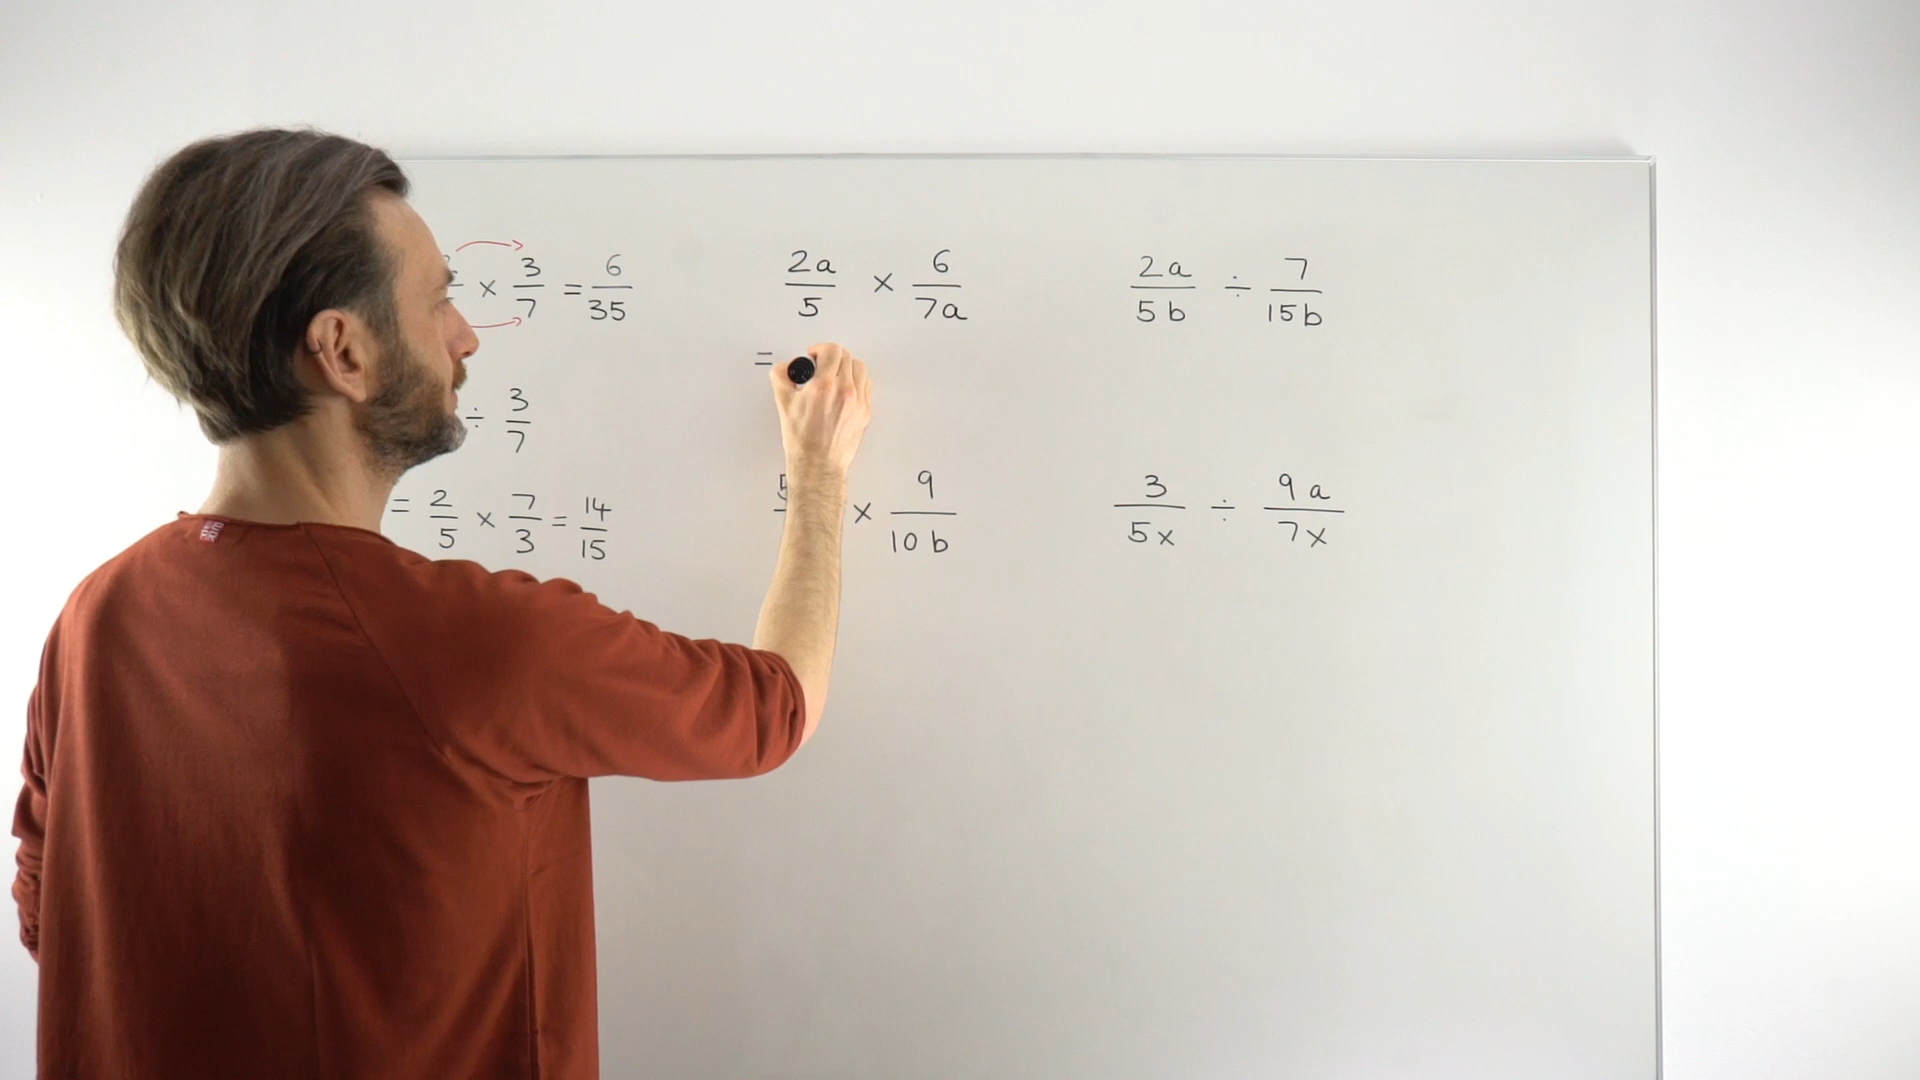 × 3/7 = 6/35
÷ 3/7
= 2/5 × 7/3 = 14/15
2a/5 × 6/7a
=
5 × 9/10b
2a/5b ÷ 7/15b
3/5x ÷ 9a/7x